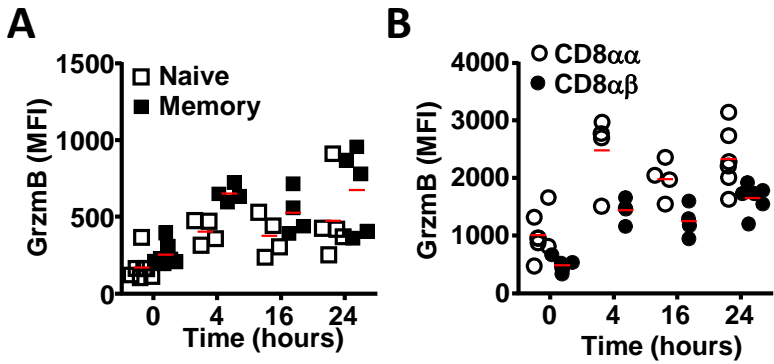 A
GrzmB (MFI)
1500
1000
500
0
Naive
Memory
0 4 16 24
Time (hours)
B
GrzmB (MFI)
4000
3000
2000
1000
0
CD8αα
CD8αβ
0 4 16 24
Time (hours)